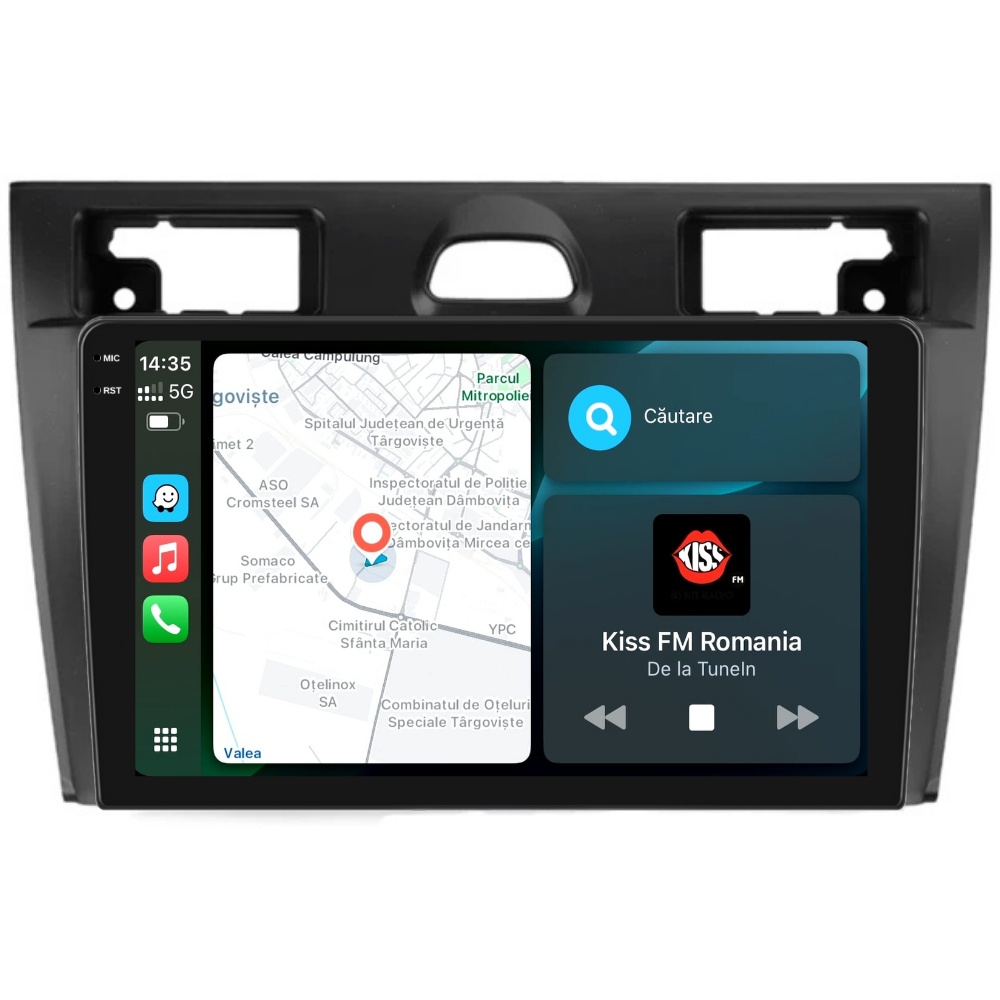 MIC
RST
14:35
5G
Calea Câmpulung
govişte
Parcul
Mitropoliei
Spitalul Județean de Urgență
Târgoviște
imet 2
ASO
Cromsteel SA
Inspectoratul de Poliție
Județean Dâmbovița
ectoratul de Jandarm
Dâmbovița Mircea ce
Somaco
Grup Prefabricate
Cimitirul Catolic
Sfânta Maria
YPC
Oțelinox
SA
Combinatul de Oțeluri
Speciale Târgoviște
Valea
Căutare
KISS
FM
Kiss FM Romania
De la TuneIn